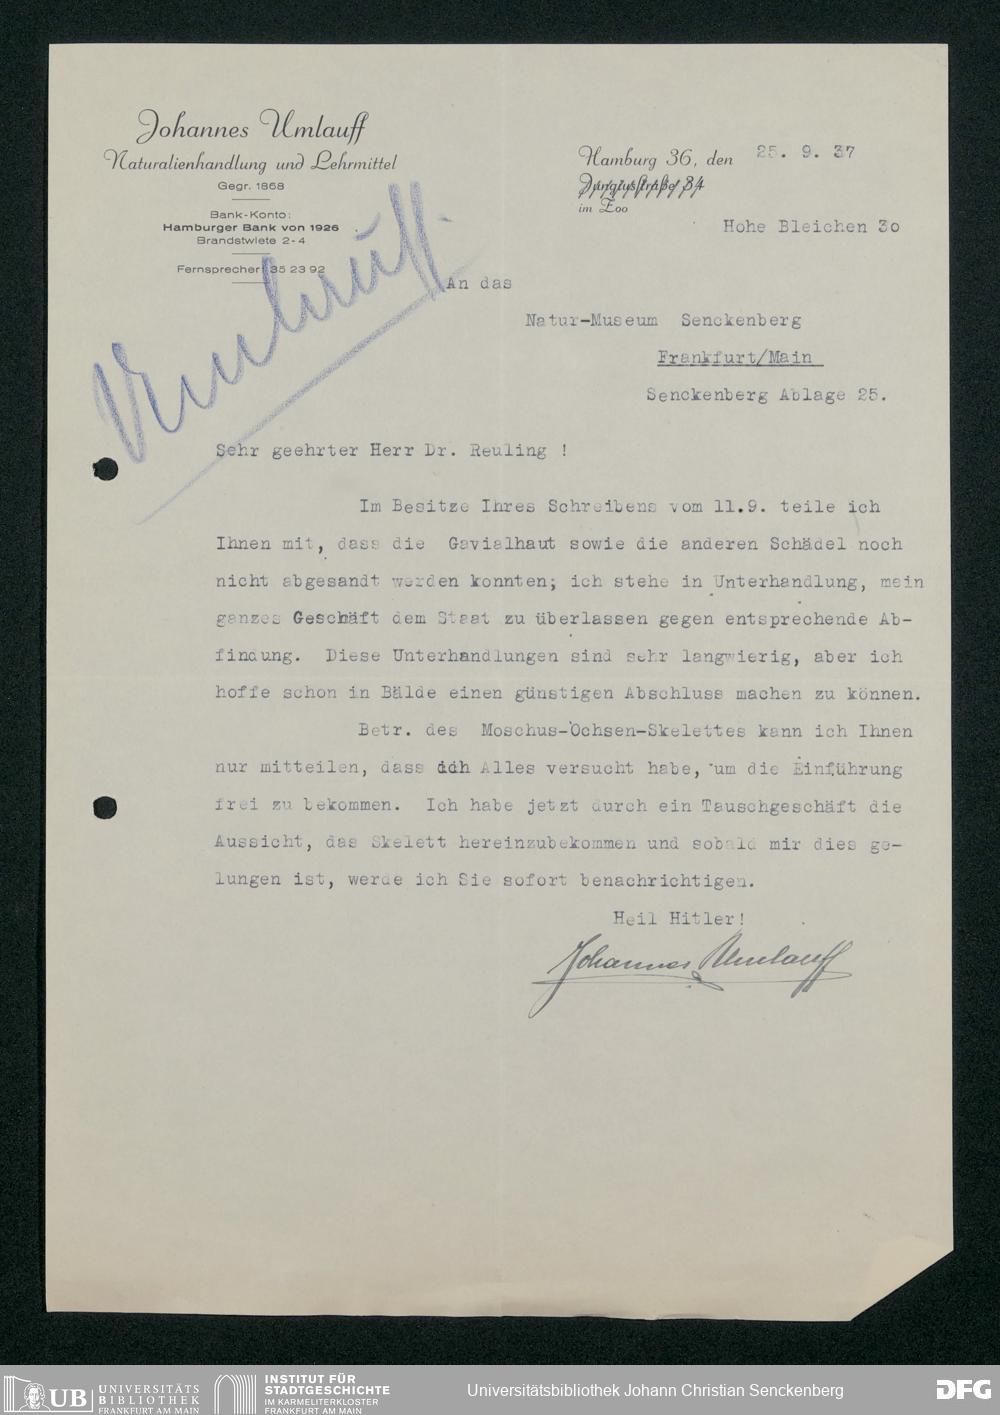 Johannes Umlauff
Naturalienhandlung und Lehrmittel
Gegr. 1868
Bank-Konto:
Hamburger Bank von 1926
Brandstwiete 2-4
Fernsprecher: 35 23 92
Umlauff.
Hamburg 36, den 25. 9. 37
Jungiusstraße 34
im Zoo
Hohe Bleichen 30
An das
Natur-Museum Senckenberg
Frankfurt/Main
Senckenberg Ablage 25.
Sehr geehrter Herr Dr. Reuling !
Im Besitze Ihres Schreibens vom 11.9. teile ich
Ihnen mit, dass die Gavialhaut sowie die anderen Schädel noch
nicht abgesandt werden konnten; ich stehe in Unterhandlung, mein
ganzes Geschäft dem Staat zu überlassen gegen entsprechende Ab-
findung. Diese Unterhandlungen sind sehr langwierig, aber ich
hoffe schon in Bälde einen günstigen Abschluss machen zu können.
Betr. des Moschus-Ochsen-Skelettes kann ich Ihnen
nur mitteilen, dass ich Alles versucht habe, um die Einführung
frei zu bekommen. Ich habe jetzt durch ein Tauschgeschäft die
Aussicht, das Skelett hereinzubekommen und sobald mir dies ge-
lungen ist, werde ich Sie sofort benachrichtigen.
Heil Hitler!
Johannes Umlauff
UB UNIVERSITÄTS
BIBLIOTHEK
FRANKFURT AM MAIN
INSTITUT FÜR
STADTGESCHICHTE
IM KARMELITERKLOSTER
FRANKFURT AM MAIN
Universitätsbibliothek Johann Christian Senckenberg
DFG